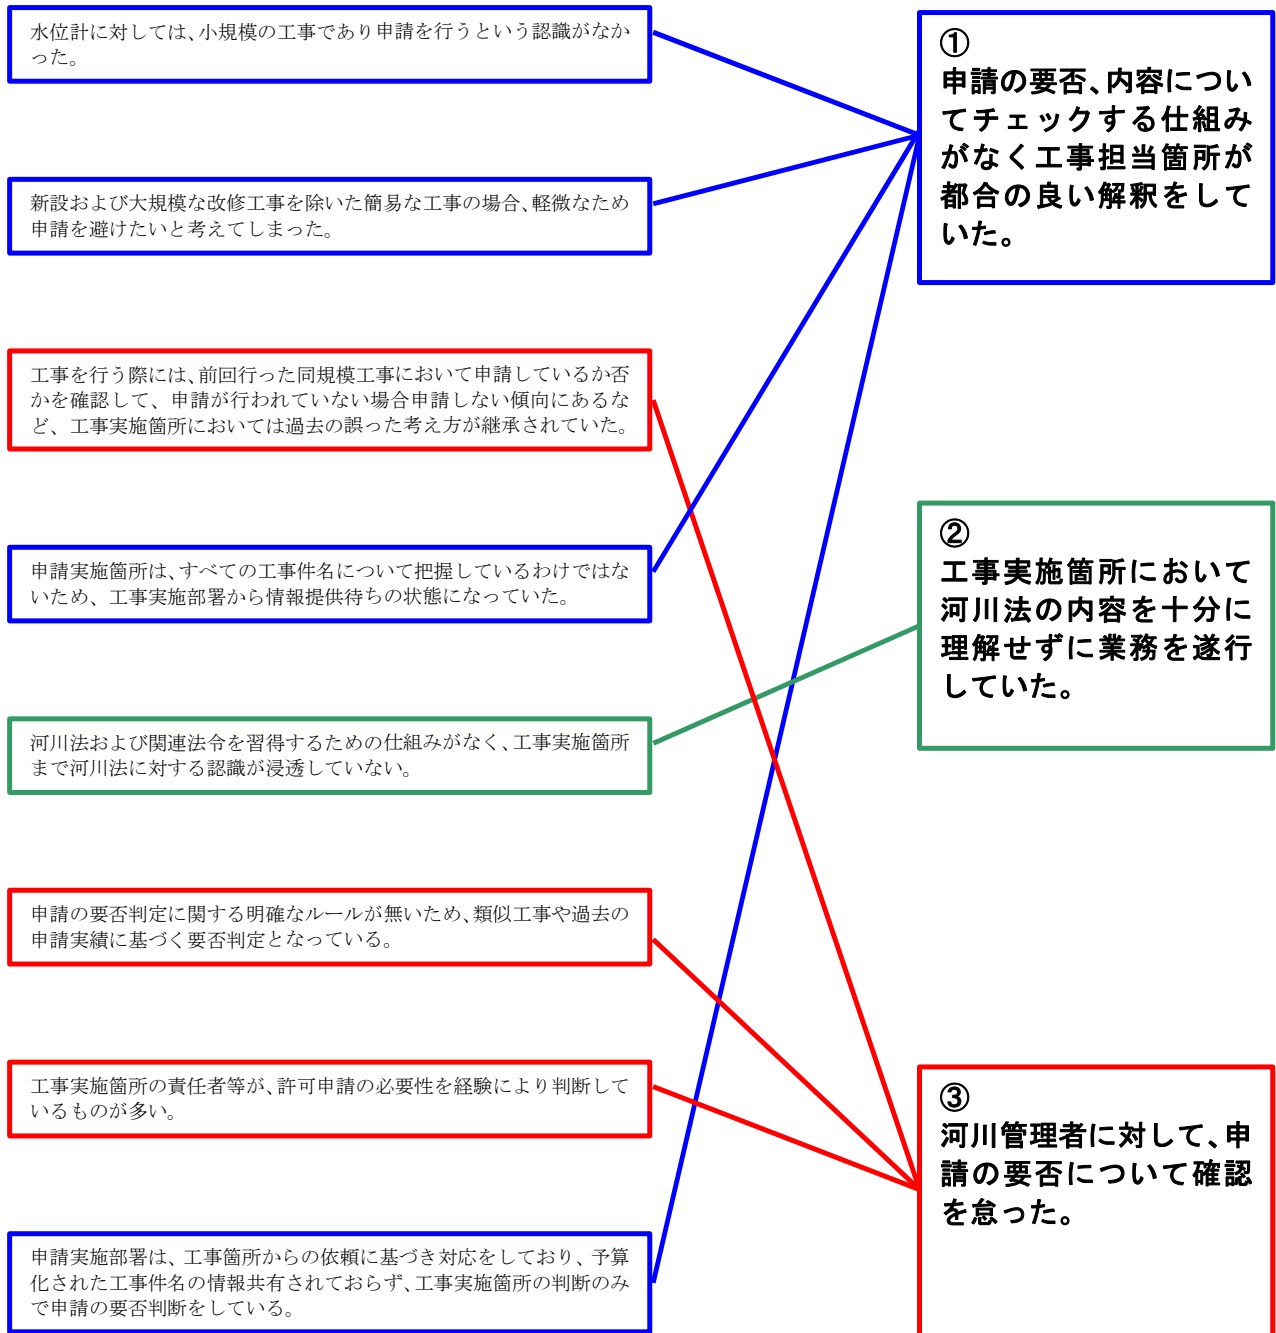 水位計に対しては、小規模の工事であり申請を行うという認識がなか
った。
新設および大規模な改修工事を除いた簡易な工事の場合、軽微なため
申請を避けたいと考えてしまった。
工事を行う際には、前回行った同規模工事において申請しているか否
かを確認して、申請が行われていない場合申請しない傾向にあるな
ど、工事実施箇所においては過去の誤った考え方が継承されていた。
申請実施箇所は、すべての工事件名について把握しているわけではな
いため、工事実施部署から情報提供待ちの状態になっていた。
河川法および関連法令を習得するための仕組みがなく、工事実施箇所
まで河川法に対する認識が浸透していない。
申請の要否判定に関する明確なルールが無いため、類似工事や過去の
申請実績に基づく要否判定となっている。
工事実施箇所の責任者等が、許可申請の必要性を経験により判断して
いるものが多い。
申請実施部署は、工事箇所からの依頼に基づき対応をしており、予算
化された工事件名の情報共有されておらず、工事実施箇所の判断のみ
で申請の要否判断をしている。
①
申請の要否、内容につい
てチェックする仕組み
がなく工事担当箇所が
都合の良い解釈をして
いた。
②
工事実施箇所において
河川法の内容を十分に
理解せずに業務を遂行
していた。
③
河川管理者に対して、申
請の要否について確認
を怠った。